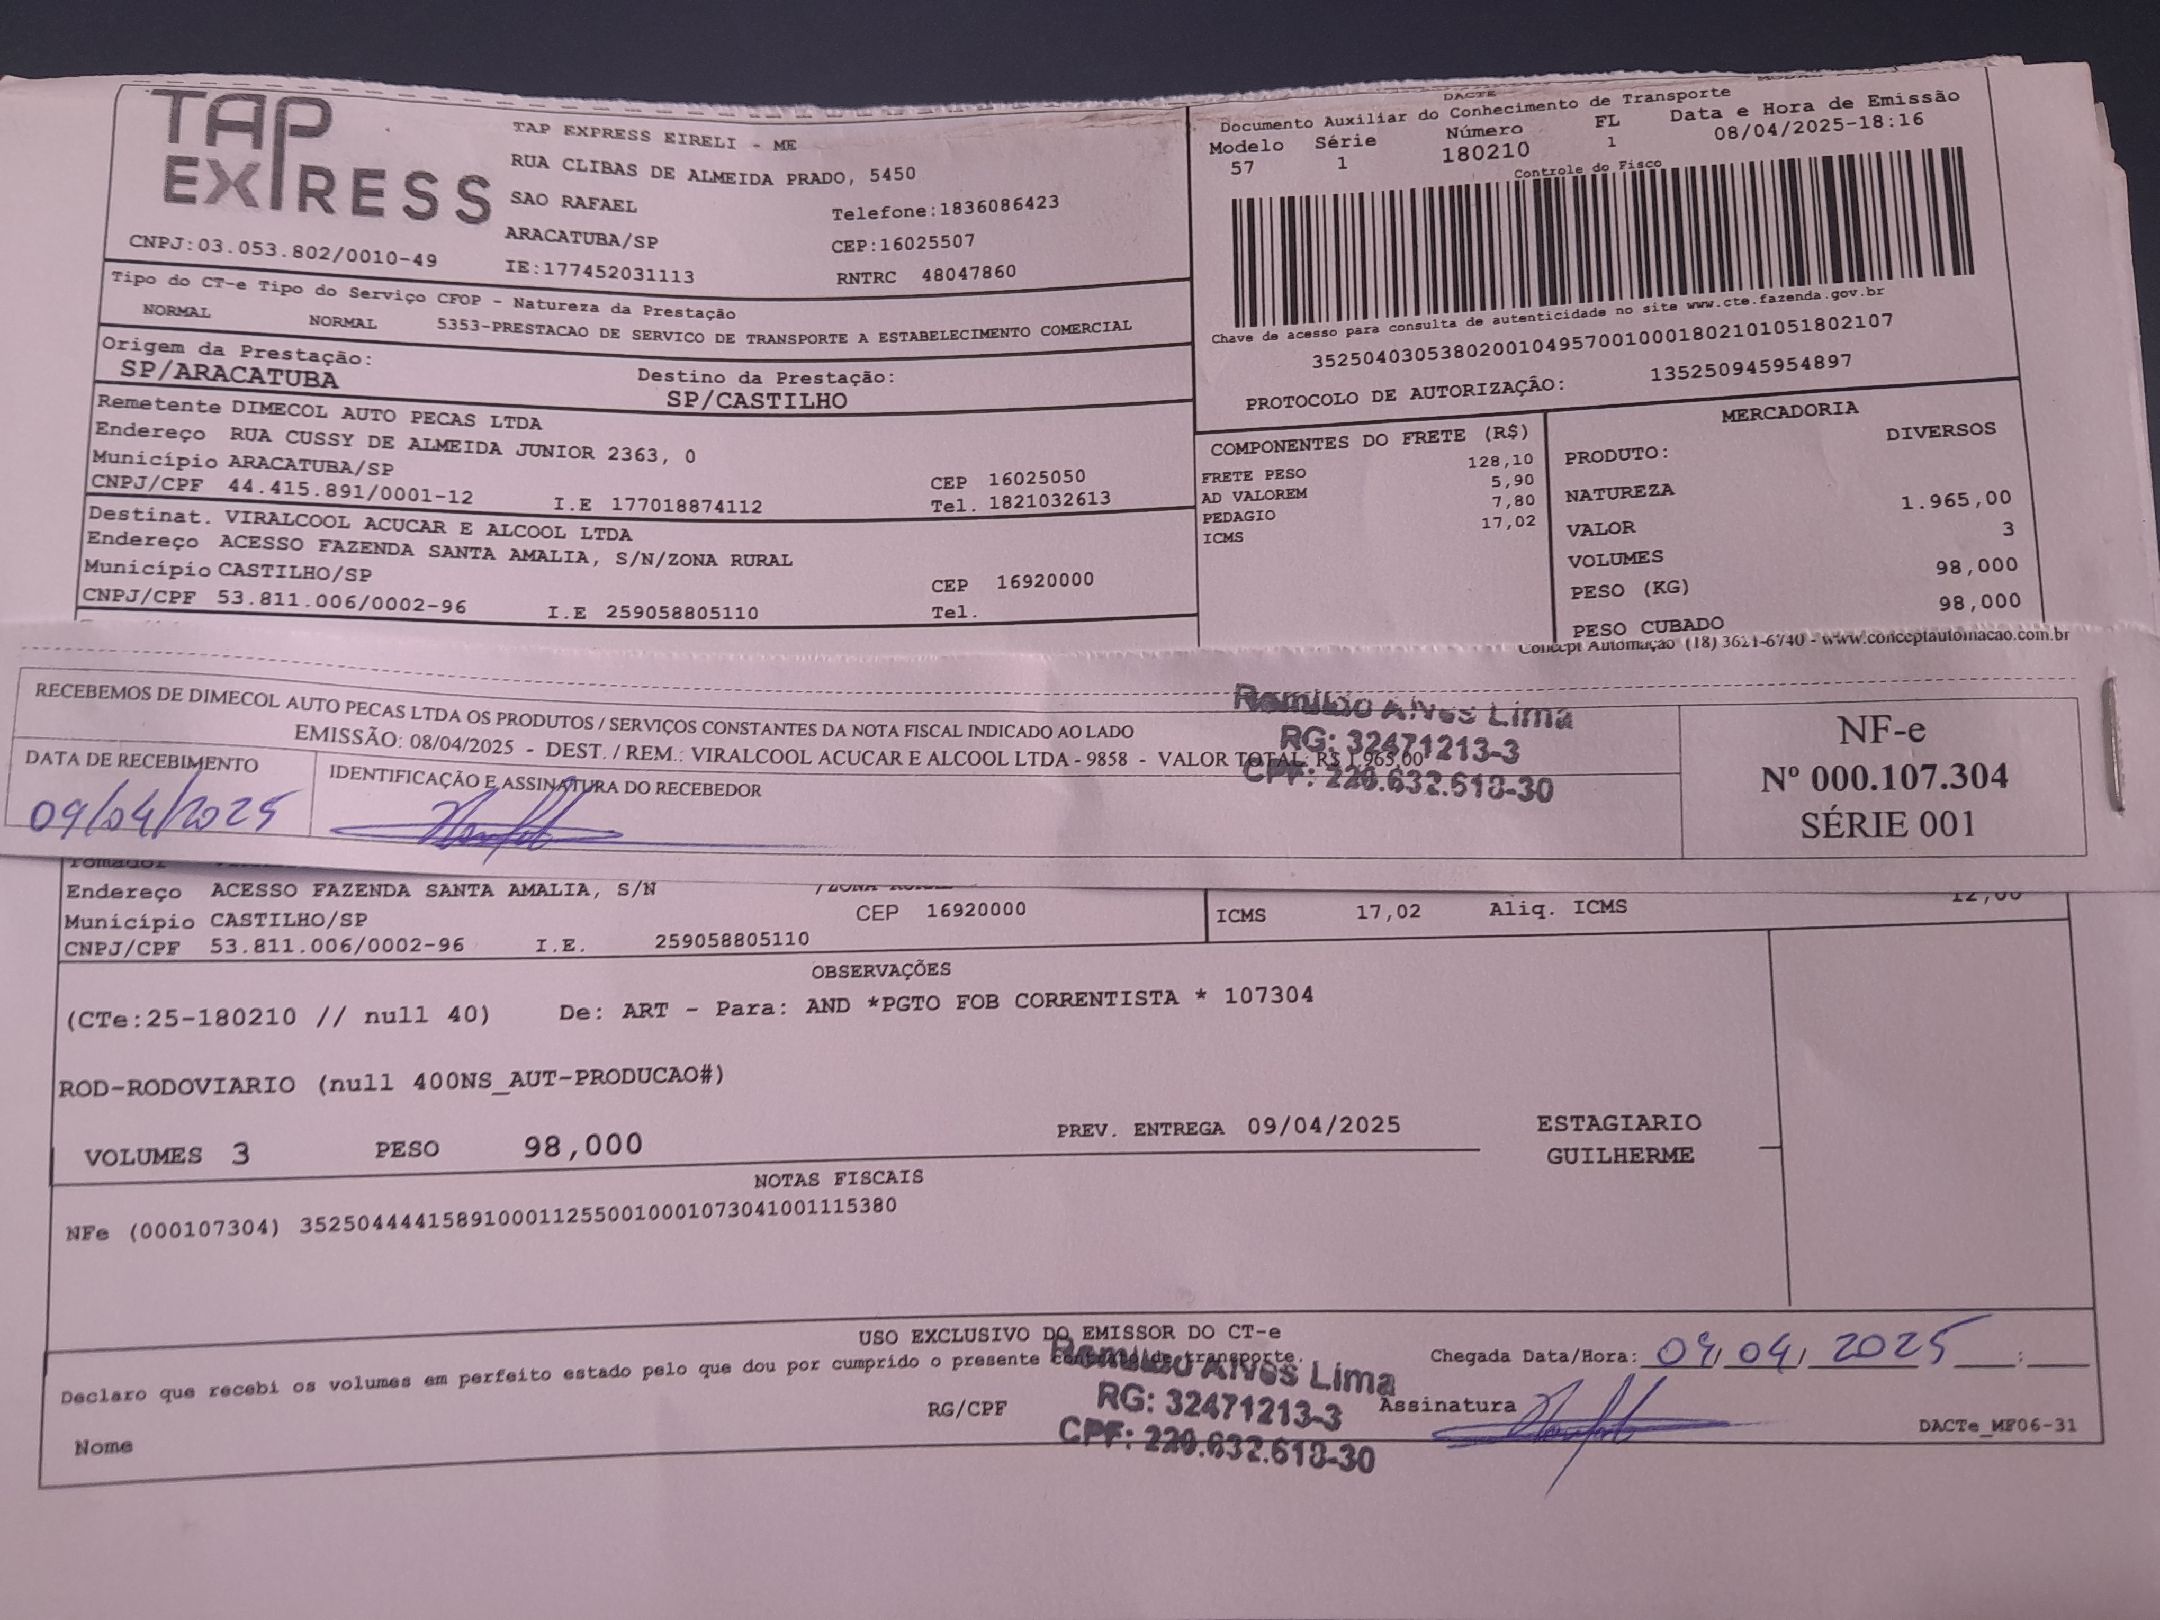 DACTE
TAP EXPRESS
TAP EXPRESS EIRELI - ME
RUA CLIBAS DE ALMEIDA PRADO, 5450
SAO RAFAEL Telefone:1836086423
ARACATUBA/SP CEP:16025507
CNPJ:03.053.802/0010-49 IE:177452031113 RNTRC 48047860
Documento Auxiliar do Conhecimento de Transporte
Modelo Série Número FL Data e Hora de Emissão
57 1 180210 1 08/04/2025-18:16
Controle do Fisco
Chave de acesso para consulta de autenticidade no site www.cte.fazenda.gov.br
35250403053802001049570010001802101051802107
PROTOCOLO DE AUTORIZAÇÃO: 135250945954897
Tipo do CT-e Tipo do Serviço CFOP - Natureza da Prestação
NORMAL NORMAL 5353-PRESTACAO DE SERVICO DE TRANSPORTE A ESTABELECIMENTO COMERCIAL
Origem da Prestação: Destino da Prestação:
SP/ARACATUBA SP/CASTILHO
Remetente DIMECOL AUTO PECAS LTDA
Endereço RUA CUSSY DE ALMEIDA JUNIOR 2363, 0
Município ARACATUBA/SP CEP 16025050
CNPJ/CPF 44.415.891/0001-12 I.E 177018874112 Tel. 1821032613
Destinat. VIRALCOOL ACUCAR E ALCOOL LTDA
Endereço ACESSO FAZENDA SANTA AMALIA, S/N/ZONA RURAL
Município CASTILHO/SP CEP 16920000
CNPJ/CPF 53.811.006/0002-96 I.E 259058805110 Tel.
COMPONENTES DO FRETE (R$)
FRETE PESO 128,10
AD VALOREM 5,90
PEDAGIO 7,80
ICMS 17,02
MERCADORIA
PRODUTO: DIVERSOS
NATUREZA
VALOR 1.965,00
VOLUMES 3
PESO (KG) 98,000
PESO CUBADO 98,000
Concept Automação (18) 3621-6740 - www.conceptautomacao.com.br
RECEBEMOS DE DIMECOL AUTO PECAS LTDA OS PRODUTOS / SERVIÇOS CONSTANTES DA NOTA FISCAL INDICADO AO LADO
EMISSÃO: 08/04/2025 - DEST. / REM.: VIRALCOOL ACUCAR E ALCOOL LTDA - 9858 - VALOR TOTAL: R$ 1.965,00
DATA DE RECEBIMENTO IDENTIFICAÇÃO E ASSINATURA DO RECEBEDOR
09/04/2025
Romildo Alves Lima
RG: 32471213-3
CPF: 220.632.618-30
NF-e
Nº 000.107.304
SÉRIE 001
Tomador
Endereço ACESSO FAZENDA SANTA AMALIA, S/N /ZONA RURAL
Município CASTILHO/SP CEP 16920000
CNPJ/CPF 53.811.006/0002-96 I.E. 259058805110
ICMS 17,02 Aliq. ICMS 12,00
OBSERVAÇÕES
(CTe:25-180210 // null 40) De: ART - Para: AND *PGTO FOB CORRENTISTA * 107304
ROD-RODOVIARIO (null 400NS_AUT-PRODUCAO#)
VOLUMES 3 PESO 98,000 PREV. ENTREGA 09/04/2025 ESTAGIARIO
GUILHERME
NOTAS FISCAIS
NFe (000107304) 35250444415891000112550010001073041001115380
USO EXCLUSIVO DO EMISSOR DO CT-e
Declaro que recebi os volumes em perfeito estado pelo que dou por cumprido o presente contrato de transporte.
Chegada Data/Hora: 09/04/2025 :
Nome RG/CPF Assinatura
Romildo Alves Lima
RG: 32471213-3
CPF: 220.632.618-30
DACTe_MF06-31